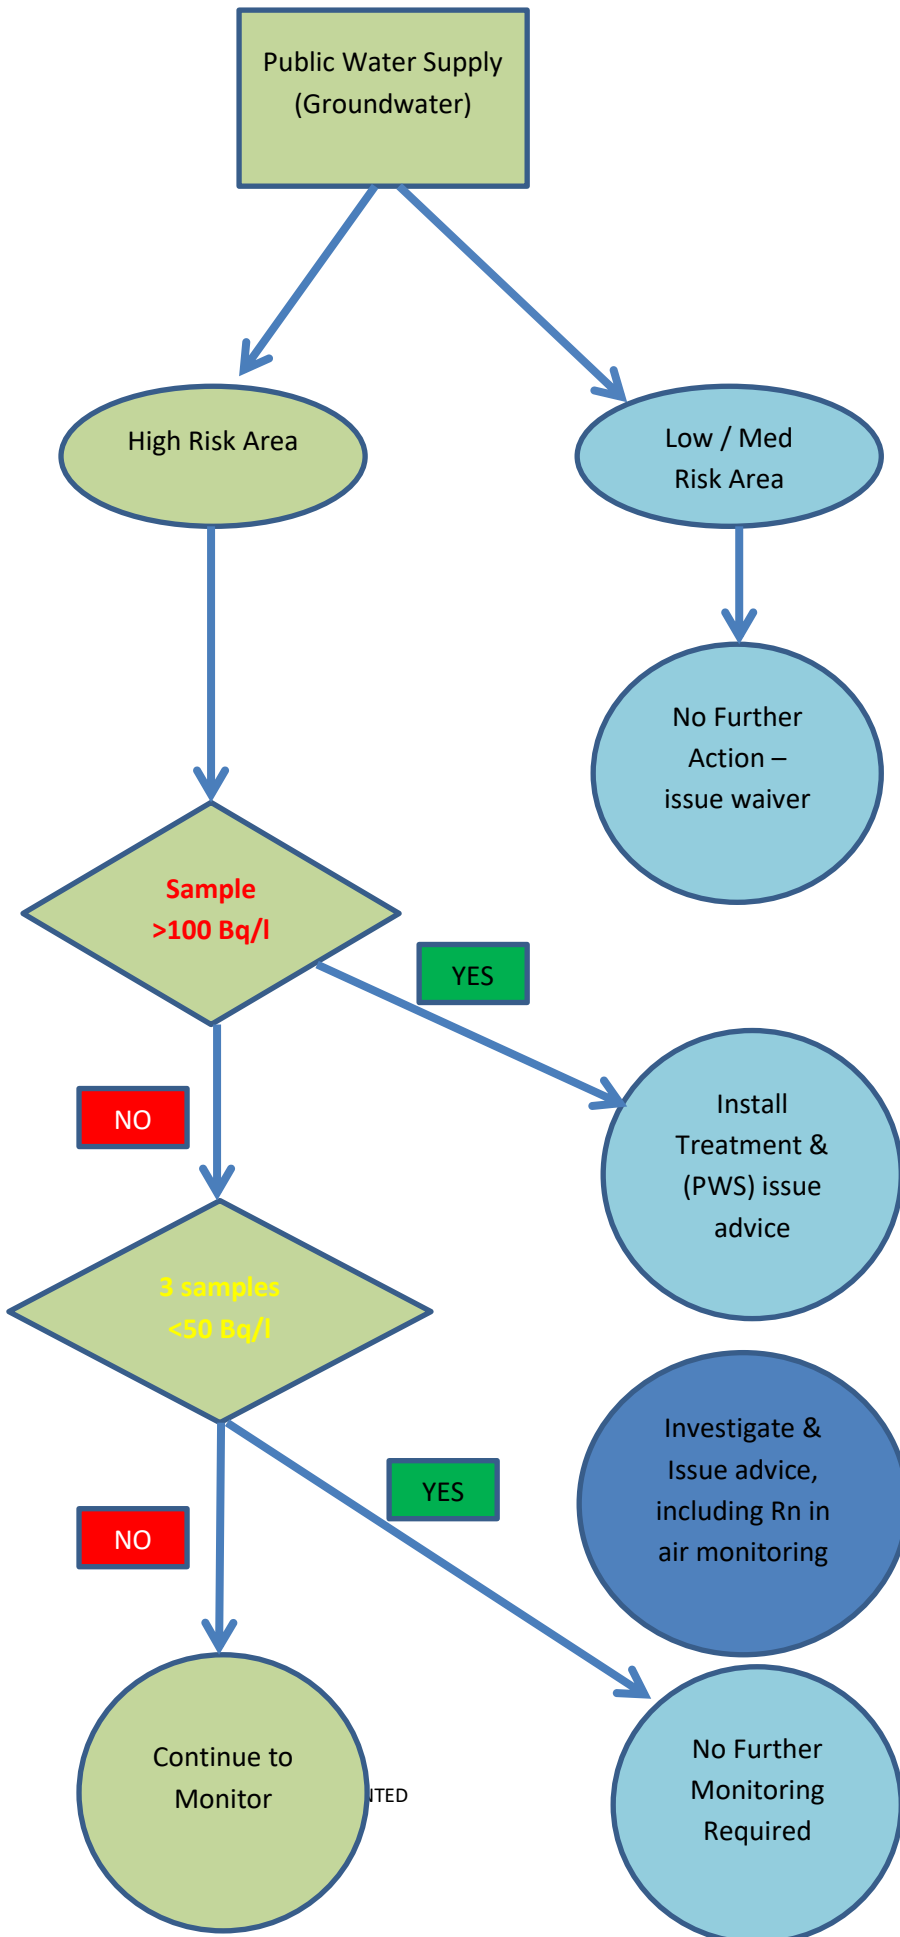 Public Water Supply
(Groundwater)
High Risk Area
Low / Med
Risk Area
No Further
Action –
issue waiver
Sample
>100 Bq/l
YES
Install
Treatment &
(PWS) issue
advice
NO
3 samples
<50 Bq/l
Investigate &
Issue advice,
including Rn in
air monitoring
YES
NO
Continue to
Monitor
No Further
Monitoring
Required